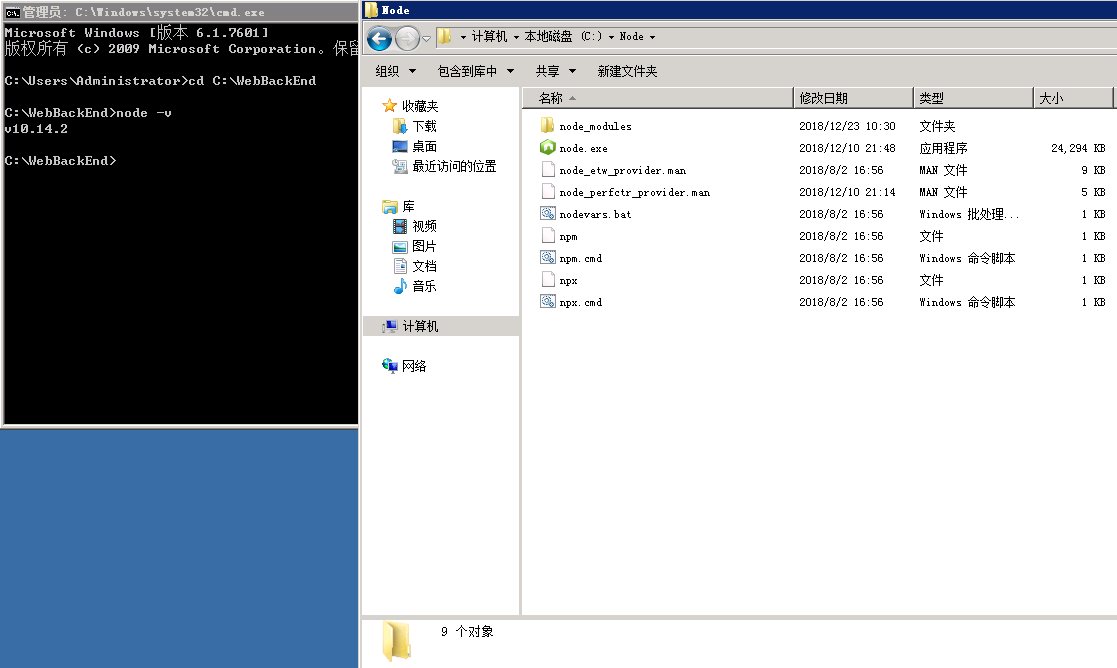 管理员: C:\Windows\system32\cmd.exe
Microsoft Windows [版本 6.1.7601]
版权所有 (c) 2009 Microsoft Corporation。保留
C:\Users\Administrator>cd C:\WebBackEnd
C:\WebBackEnd>node -v
v10.14.2
C:\WebBackEnd>
Node
计算机 本地磁盘 (C:) Node
组织 包含到库中 共享 新建文件夹
收藏夹
下载
桌面
最近访问的位置
库
视频
图片
文档
音乐
计算机
网络
名称 修改日期 类型 大小
node_modules 2018/12/23 10:30 文件夹
node.exe 2018/12/10 21:48 应用程序 24,294 KB
node_etw_provider.man 2018/8/2 16:56 MAN 文件 9 KB
node_perfctr_provider.man 2018/12/10 21:14 MAN 文件 5 KB
nodevars.bat 2018/8/2 16:56 Windows 批处理... 1 KB
npm 2018/8/2 16:56 文件 1 KB
npm.cmd 2018/8/2 16:56 Windows 命令脚本 1 KB
npx 2018/8/2 16:56 文件 1 KB
npx.cmd 2018/8/2 16:56 Windows 命令脚本 1 KB
9 个对象